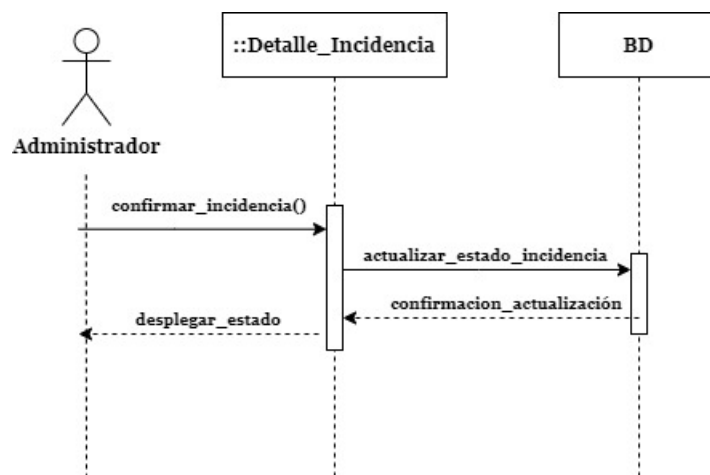 ::Detalle_Incidencia
BD
Administrador
confirmar_incidencia()
actualizar_estado_incidencia
confirmacion_actualización
desplegar_estado